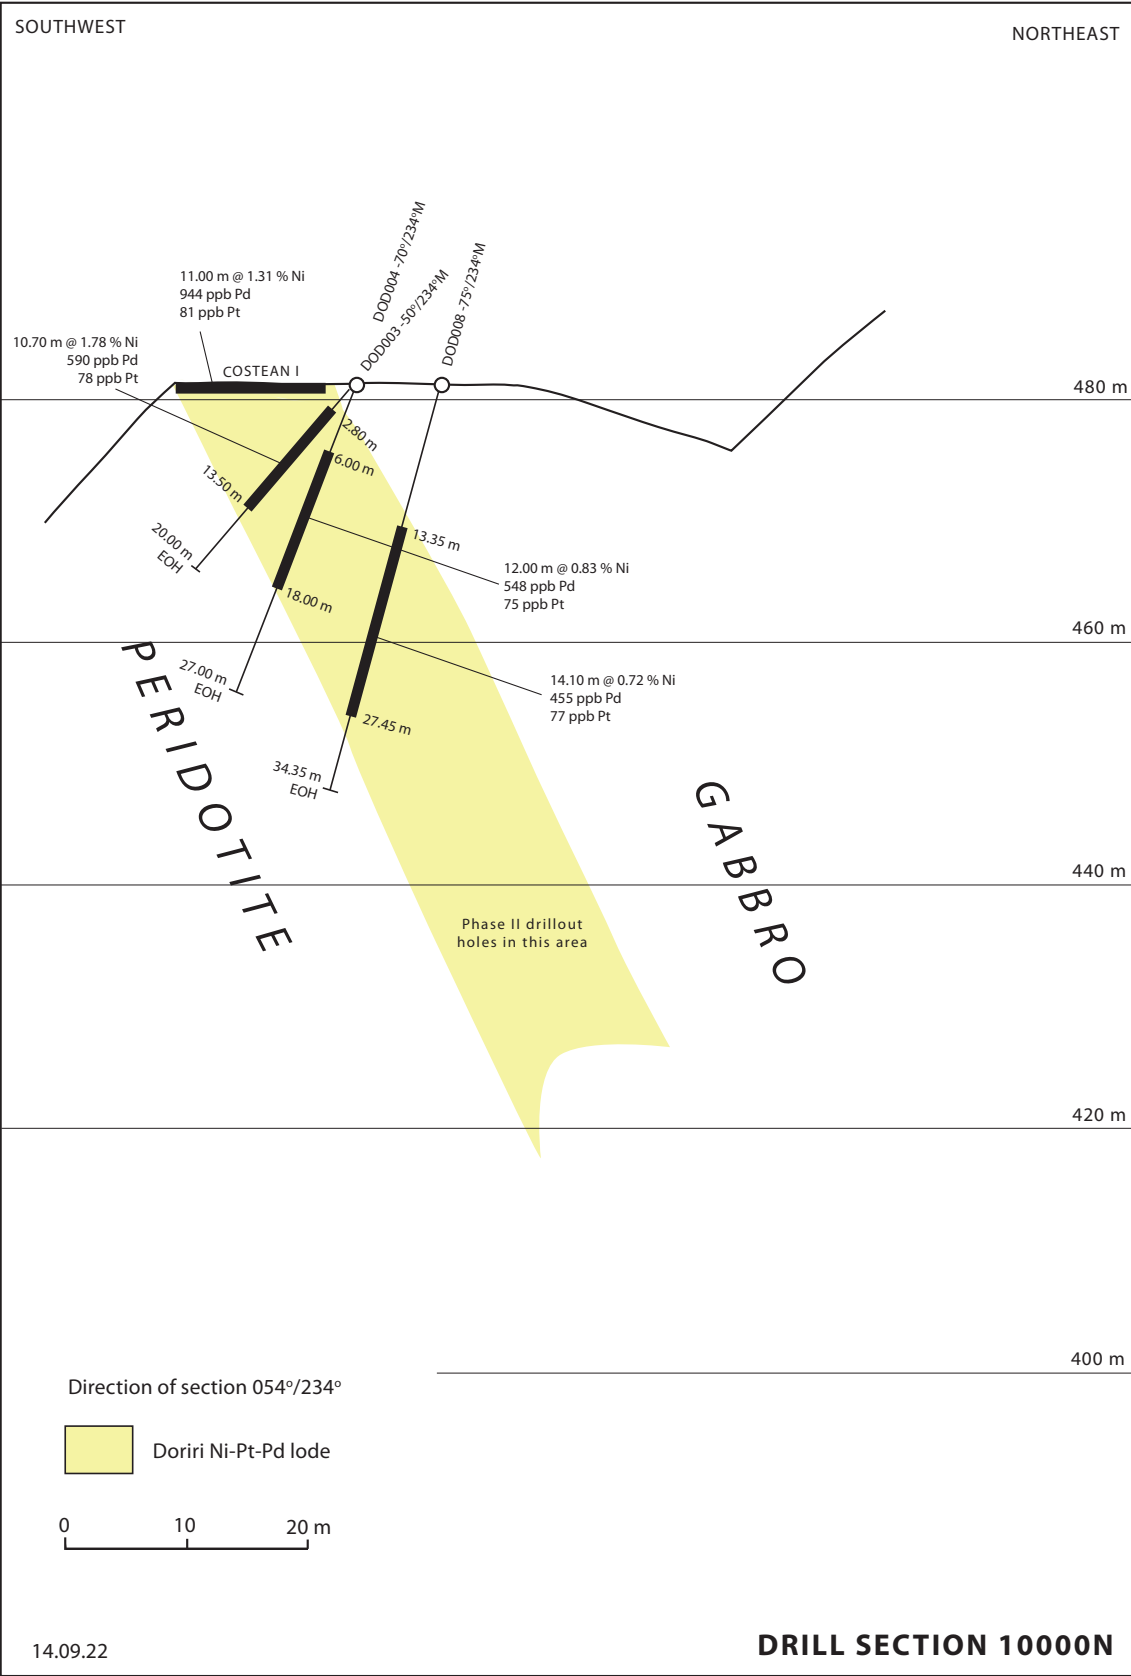 SOUTHWEST
NORTHEAST
DOD004 -70°/234°M
DOD003 -50°/234°M
DOD008 -75°/234°M
11.00 m @ 1.31 % Ni
944 ppb Pd
81 ppb Pt
10.70 m @ 1.78 % Ni
590 ppb Pd
78 ppb Pt
COSTEAN I
480 m
2.80 m
6.00 m
13.50 m
20.00 m
EOH
13.35 m
12.00 m @ 0.83 % Ni
548 ppb Pd
75 ppb Pt
18.00 m
460 m
27.00 m
EOH
14.10 m @ 0.72 % Ni
455 ppb Pd
77 ppb Pt
27.45 m
34.35 m
EOH
PERIDOTITE
GABBRO
440 m
Phase II drillout
holes in this area
420 m
400 m
Direction of section 054°/234°
Doriri Ni-Pt-Pd lode
0 10 20 m
14.09.22
DRILL SECTION 10000N